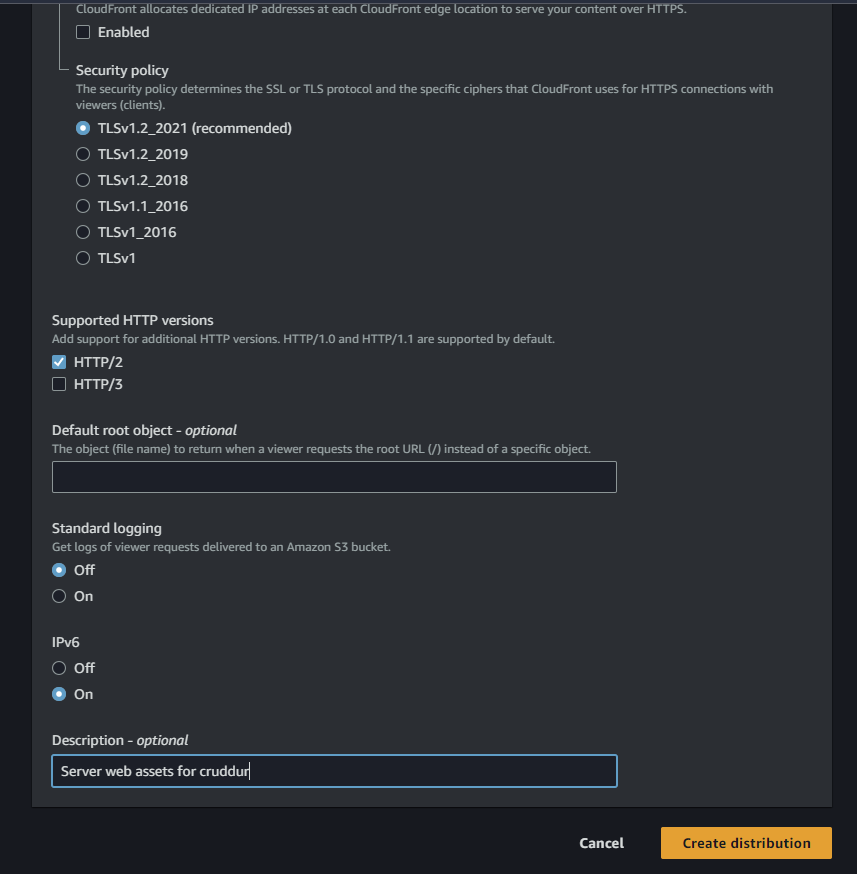 CloudFront allocates dedicated IP addresses at each CloudFront edge location to serve your content over HTTPS.
Enabled
Security policy
The security policy determines the SSL or TLS protocol and the specific ciphers that CloudFront uses for HTTPS connections with
viewers (clients).
TLSv1.2_2021 (recommended)
TLSv1.2_2019
TLSv1.2_2018
TLSv1.1_2016
TLSv1_2016
TLSv1
Supported HTTP versions
Add support for additional HTTP versions. HTTP/1.0 and HTTP/1.1 are supported by default.
HTTP/2
HTTP/3
Default root object - optional
The object (file name) to return when a viewer requests the root URL (/) instead of a specific object.
Standard logging
Get logs of viewer requests delivered to an Amazon S3 bucket.
Off
On
IPv6
Off
On
Description - optional
Server web assets for cruddur
Cancel Create distribution